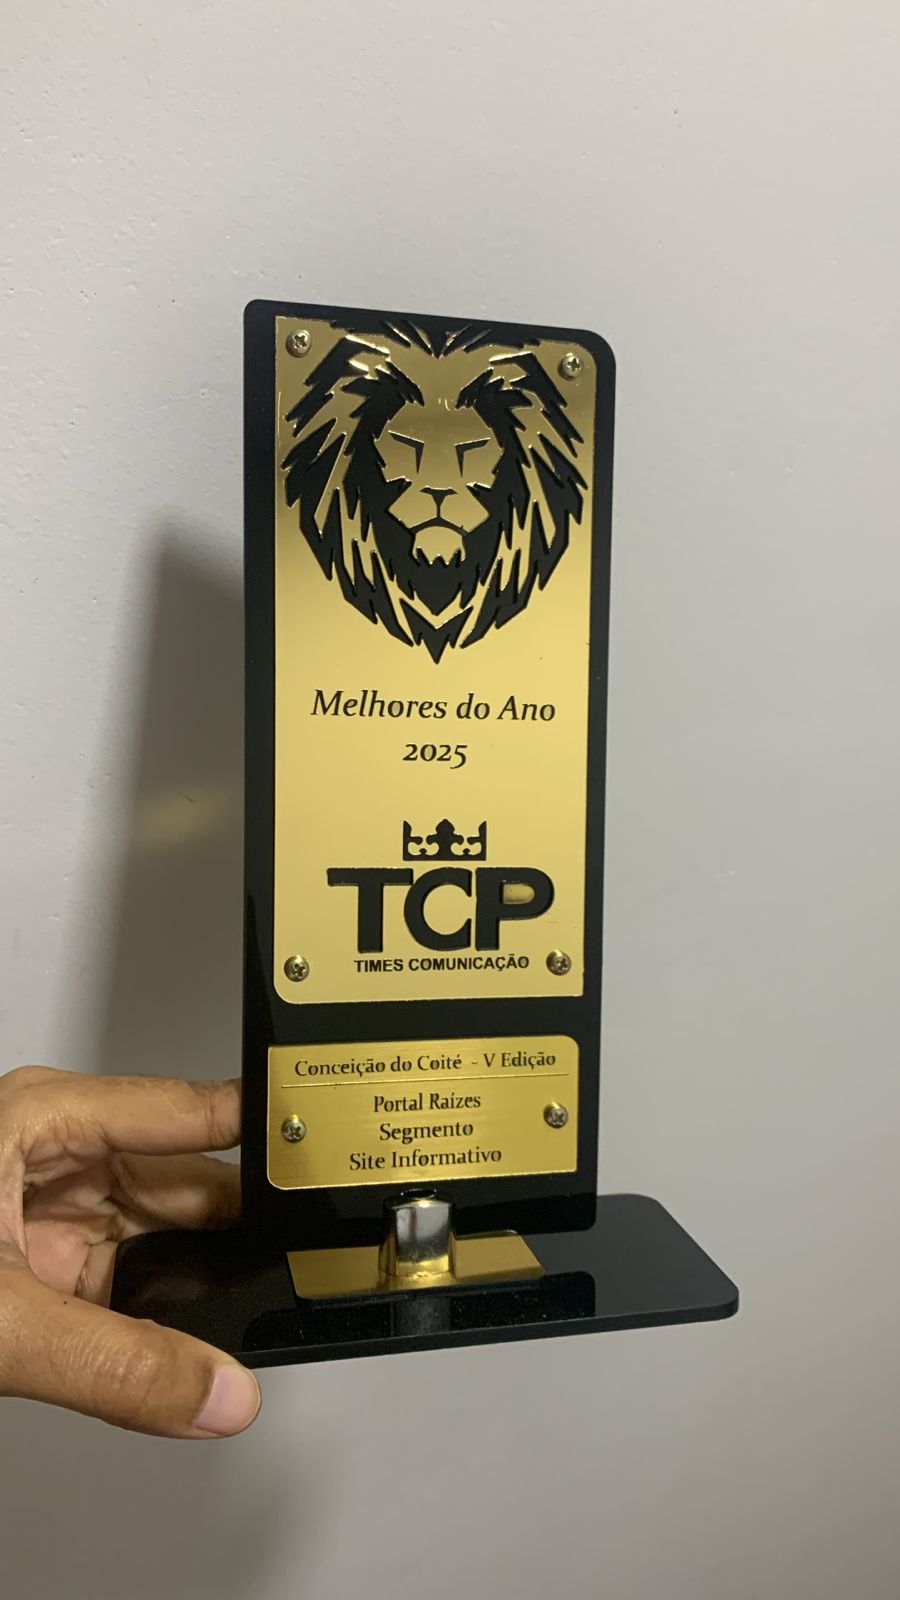 Melhores do Ano
2025
TCP
TIMES COMUNICAÇÃO
Conceição do Coité - V Edição
Portal Raízes
Segmento
Site Informativo